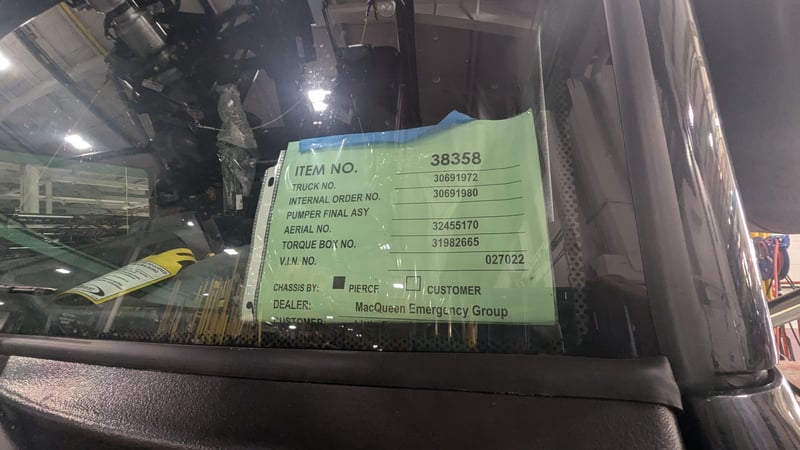 ITEM NO. 38358
TRUCK NO. 30691972
INTERNAL ORDER NO. 30691980
PUMPER FINAL ASY
AERIAL NO. 32455170
TORQUE BOX NO. 31982665
V.I.N. NO. 027022
CHASSIS BY: PIERCE CUSTOMER
DEALER: MacQueen Emergency Group
CUSTOMER